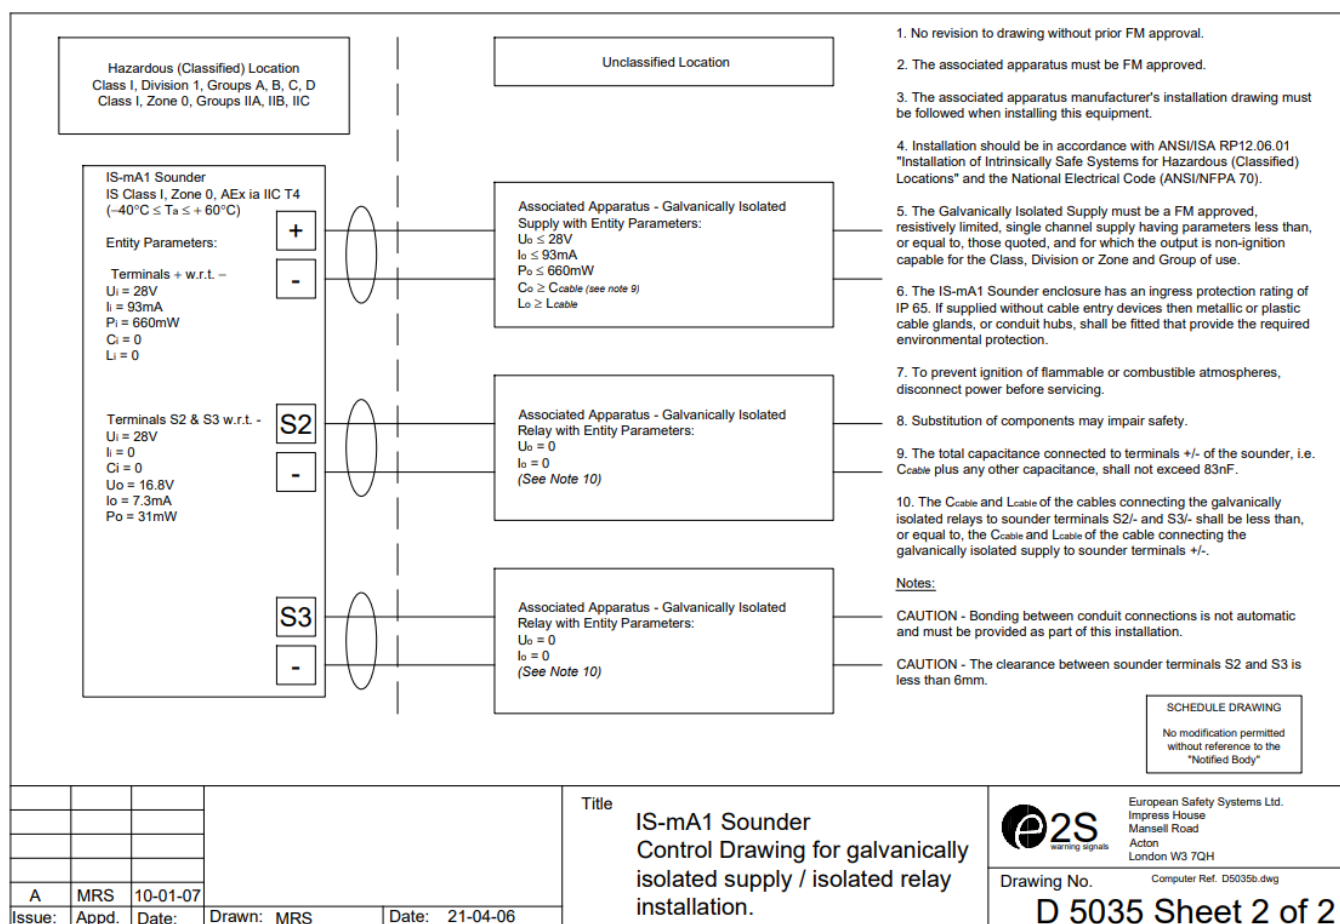 Hazardous (Classified) Location
Class I, Division 1, Groups A, B, C, D
Class I, Zone 0, Groups IIA, IIB, IIC
Unclassified Location
IS-mA1 Sounder
IS Class I, Zone 0, AEx ia IIC T4
(−40°C ≤ Ta ≤ + 60°C)
Entity Parameters:
Terminals + w.r.t. −
Ui = 28V
Ii = 93mA
Pi = 660mW
Ci = 0
Li = 0
+
-
Terminals S2 & S3 w.r.t. -
Ui = 28V
Ii = 0
Ci = 0
Uo = 16.8V
Io = 7.3mA
Po = 31mW
S2
-
S3
-
Associated Apparatus - Galvanically Isolated
Supply with Entity Parameters:
Uo ≤ 28V
Io ≤ 93mA
Po ≤ 660mW
Co ≥ Ccable (see note 9)
Lo ≥ Lcable
Associated Apparatus - Galvanically Isolated
Relay with Entity Parameters:
Uo = 0
Io = 0
(See Note 10)
Associated Apparatus - Galvanically Isolated
Relay with Entity Parameters:
Uo = 0
Io = 0
(See Note 10)
1. No revision to drawing without prior FM approval.
2. The associated apparatus must be FM approved.
3. The associated apparatus manufacturer's installation drawing must
be followed when installing this equipment.
4. Installation should be in accordance with ANSI/ISA RP12.06.01
"Installation of Intrinsically Safe Systems for Hazardous (Classified)
Locations" and the National Electrical Code (ANSI/NFPA 70).
5. The Galvanically Isolated Supply must be a FM approved,
resistively limited, single channel supply having parameters less than,
or equal to, those quoted, and for which the output is non-ignition
capable for the Class, Division or Zone and Group of use.
6. The IS-mA1 Sounder enclosure has an ingress protection rating of
IP 65. If supplied without cable entry devices then metallic or plastic
cable glands, or conduit hubs, shall be fitted that provide the required
environmental protection.
7. To prevent ignition of flammable or combustible atmospheres,
disconnect power before servicing.
8. Substitution of components may impair safety.
9. The total capacitance connected to terminals +/- of the sounder, i.e.
Ccable plus any other capacitance, shall not exceed 83nF.
10. The Ccable and Lcable of the cables connecting the galvanically
isolated relays to sounder terminals S2/- and S3/- shall be less than,
or equal to, the Ccable and Lcable of the cable connecting the
galvanically isolated supply to sounder terminals +/-.
Notes:
CAUTION - Bonding between conduit connections is not automatic
and must be provided as part of this installation.
CAUTION - The clearance between sounder terminals S2 and S3 is
less than 6mm.
SCHEDULE DRAWING
No modification permitted
without reference to the
"Notified Body"
A MRS 10-01-07
Issue: Appd. Date: Drawn: MRS Date: 21-04-06
Title
IS-mA1 Sounder
Control Drawing for galvanically
isolated supply / isolated relay
installation.
e2S
warning signals
European Safety Systems Ltd.
Impress House
Mansell Road
Acton
London W3 7QH
Drawing No. Computer Ref. D5035b.dwg
D 5035 Sheet 2 of 2